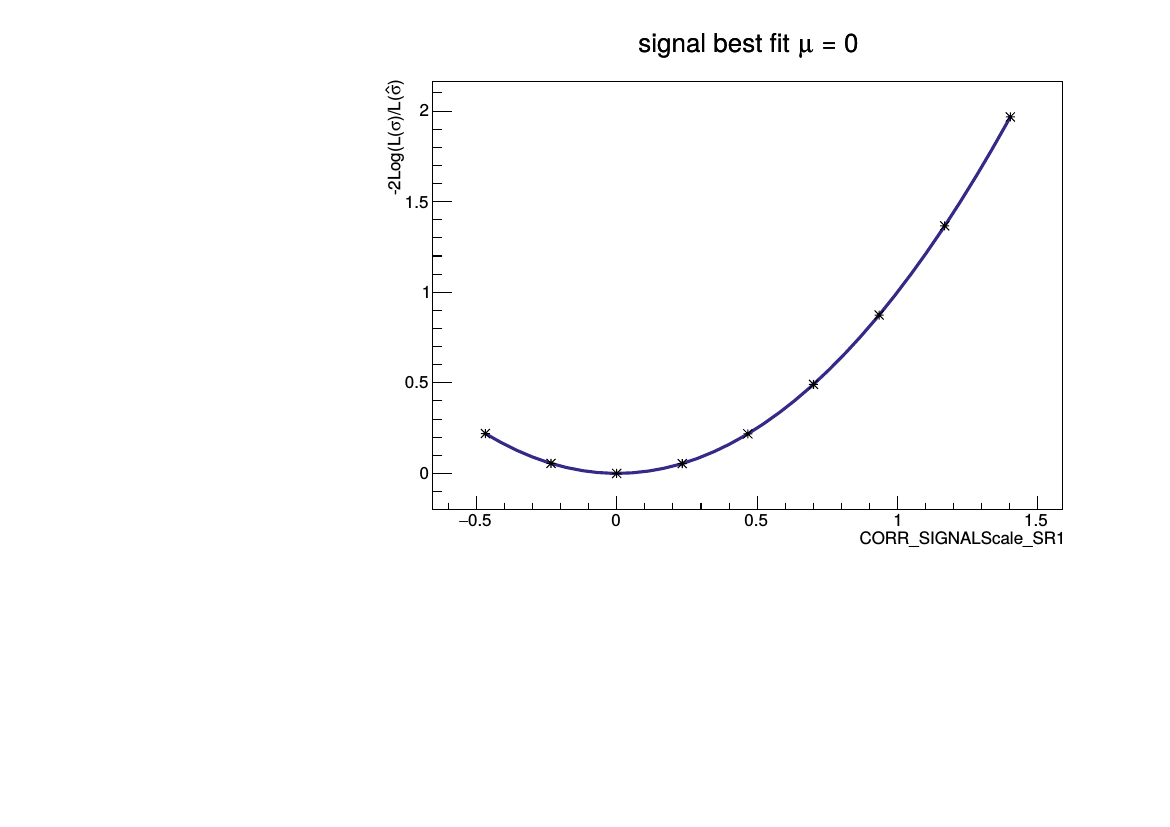 signal best fit μ = 0
-2Log(L(σ)/L(σ̂)
2
1.5
1
0.5
0
−0.5 0 0.5 1 1.5
CORR_SIGNALScale_SR1